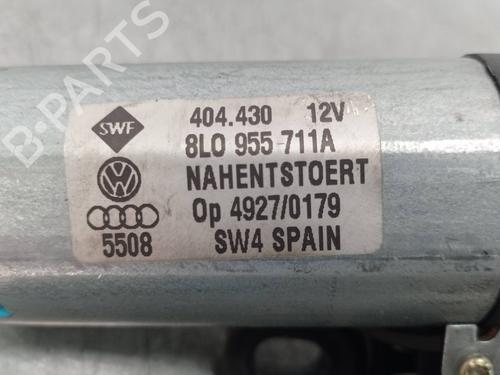 B-PARTS
SWF
404.430 12V
8L0 955 711A
NAHENTSTOERT
Op 4927/0179
5508
SW4 SPAIN